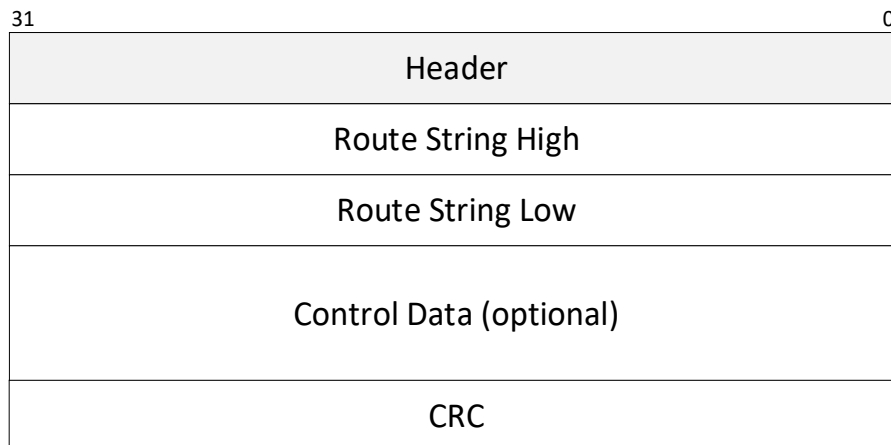 31 0
Header
Route String High
Route String Low
Control Data (optional)
CRC